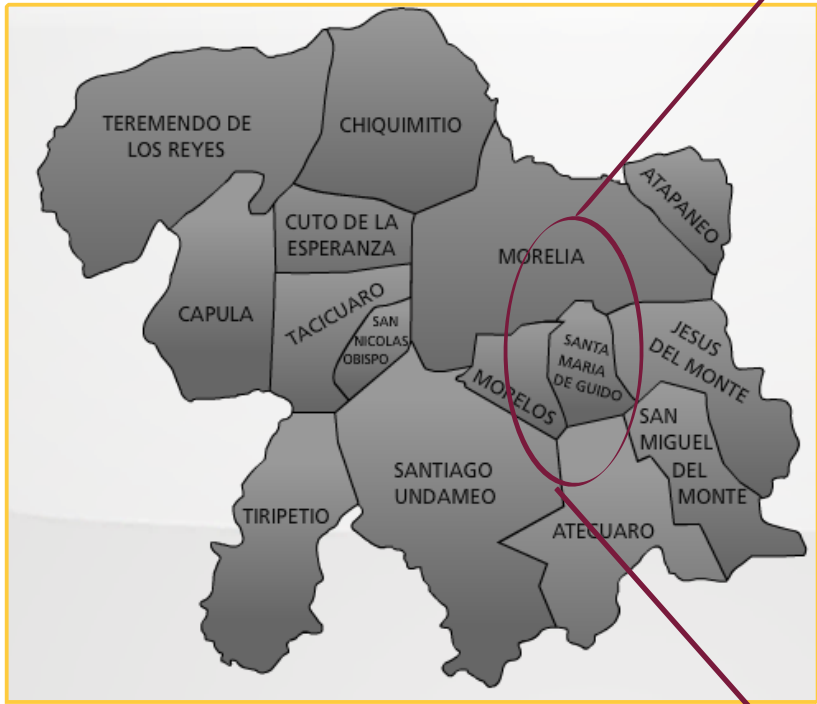 TEREMENDO DE
LOS REYES
CHIQUIMITIO
ATAPANEO
CUTO DE LA
ESPERANZA
MORELIA
CAPULA
TACICUARO
SAN
NICOLAS
OBISPO
SANTA
MARIA
DE GUIDO
JESUS
DEL MONTE
MORELOS
SAN
MIGUEL
DEL
MONTE
SANTIAGO
UNDAMEO
TIRIPETIO
ATECUARO